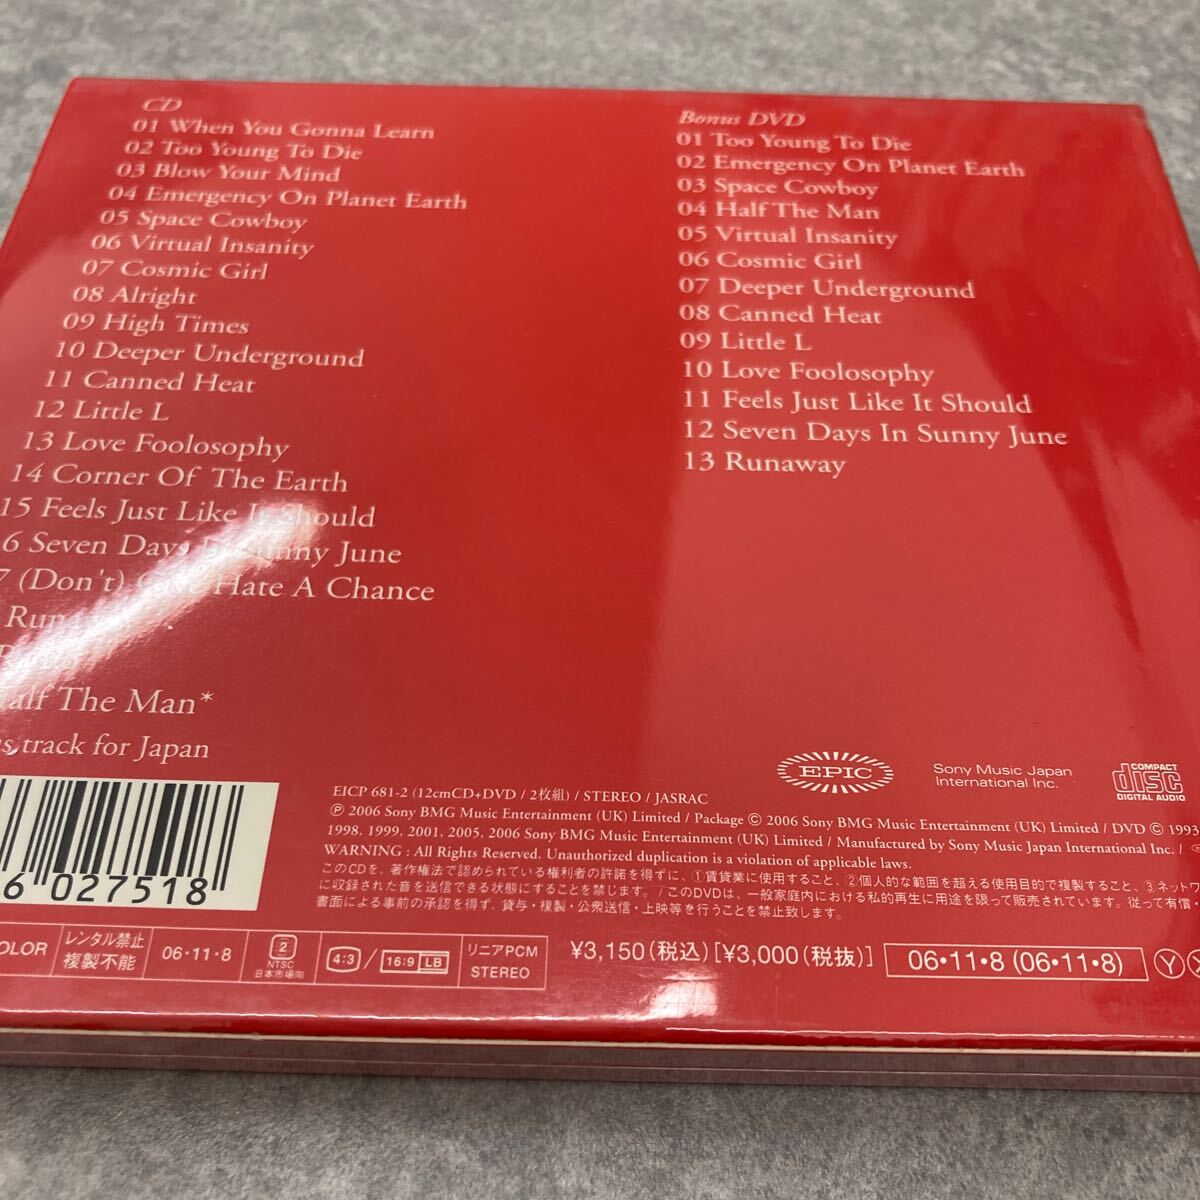 CD
01 When You Gonna Learn
02 Too Young To Die
03 Blow Your Mind
04 Emergency On Planet Earth
05 Space Cowboy
06 Virtual Insanity
07 Cosmic Girl
08 Alright
09 High Times
10 Deeper Underground
11 Canned Heat
12 Little L
13 Love Foolosophy
14 Corner Of The Earth
15 Feels Just Like It Should
6 Seven Days In Sunny June
7 (Don't) Hate A Chance
Half The Man*
track for Japan
Bonus DVD
01 Too Young To Die
02 Emergency On Planet Earth
03 Space Cowboy
04 Half The Man
05 Virtual Insanity
06 Cosmic Girl
07 Deeper Underground
08 Canned Heat
09 Little L
10 Love Foolosophy
11 Feels Just Like It Should
12 Seven Days In Sunny June
13 Runaway
EPIC
Sony Music Japan
International Inc.
COMPACT
disc
DIGITAL AUDIO
6 027518
EICP 681-2 (12cmCD+DVD / 2枚組) / STEREO / JASRAC
℗ 2006 Sony BMG Music Entertainment (UK) Limited / Package © 2006 Sony BMG Music Entertainment (UK) Limited / DVD © 1993
1998, 1999, 2001, 2005, 2006 Sony BMG Music Entertainment (UK) Limited / Manufactured by Sony Music Japan International Inc. /
WARNING : All Rights Reserved. Unauthorized duplication is a violation of applicable laws.
このCDを、著作権法で認められている権利者の許諾を得ずに、①賃貸業に使用すること、②個人的な範囲を超える使用目的で複製すること、③ネットワ
に収録された音を送信できる状態にすることを禁じます。/このDVDは、一般家庭内における私的再生に用途を限って販売されています。従って有償・
書面による事前の承認を得ず、貸与・複製・公衆送信・上映等を行うことを禁止致します。
COLOR
レンタル禁止
複製不能
06・11・8
2
NTSC
日本市場向
4:3 / 16:9 LB
リニアPCM
STEREO
¥3,150(税込)[¥3,000(税抜)]
06・11・8 (06・11・8)
Y
X